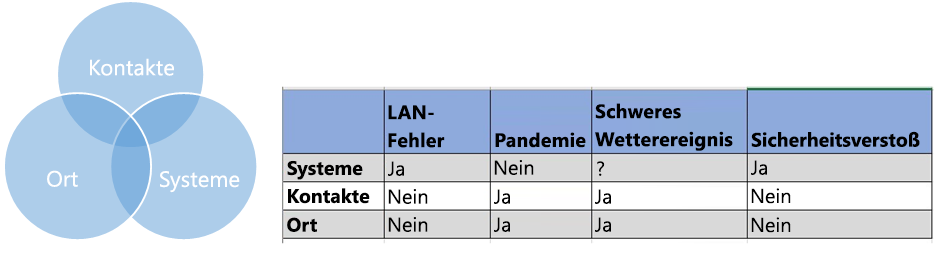 Kontakte
Ort
Systeme
LAN-
Fehler
Pandemie
Schweres
Wetterereignis
Sicherheitsverstoß
Systeme Ja Nein ? Ja
Kontakte Nein Ja Ja Nein
Ort Nein Ja Ja Nein